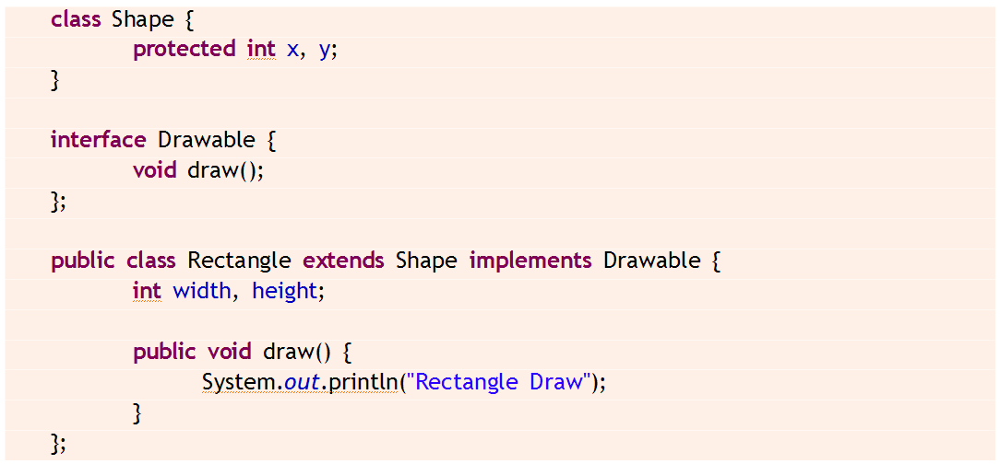 class Shape {
protected int x, y;
}
interface Drawable {
void draw();
};
public class Rectangle extends Shape implements Drawable {
int width, height;
public void draw() {
System.out.println("Rectangle Draw");
}
};